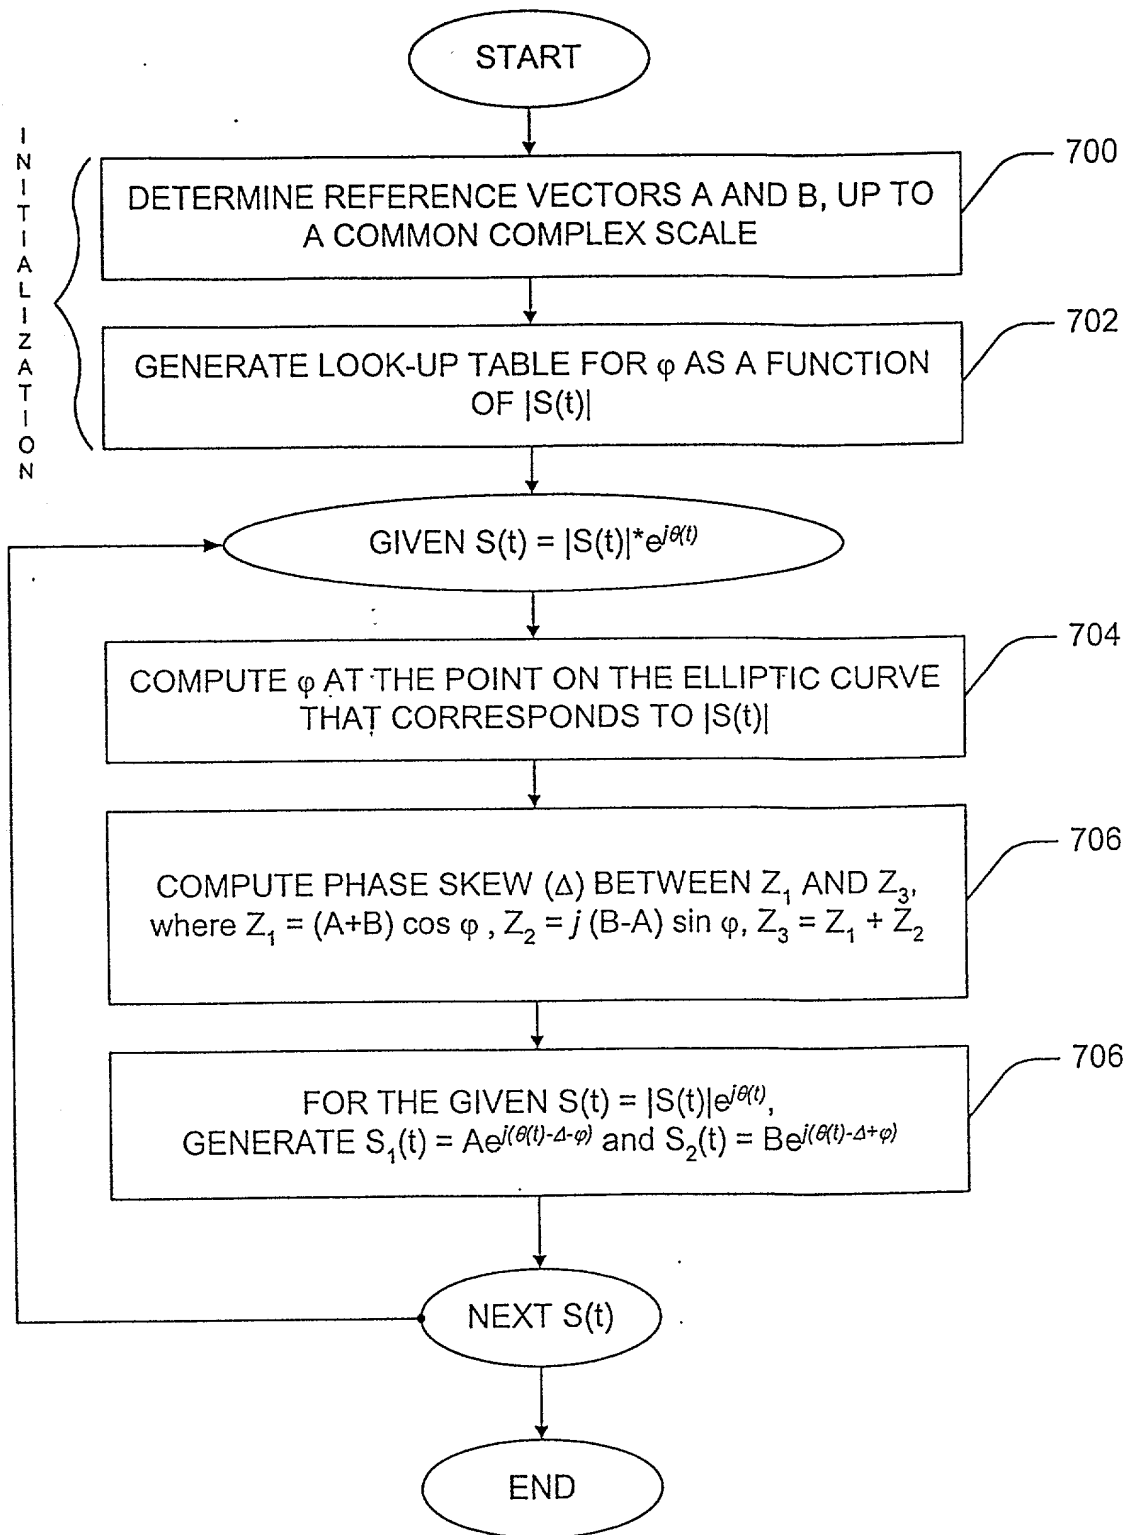 START
INITIALIZATION
700
DETERMINE REFERENCE VECTORS A AND B, UP TO
A COMMON COMPLEX SCALE
702
GENERATE LOOK-UP TABLE FOR φ AS A FUNCTION
OF |S(t)|
GIVEN S(t) = |S(t)|*e^{jθ(t)}
704
COMPUTE φ AT THE POINT ON THE ELLIPTIC CURVE
THAT CORRESPONDS TO |S(t)|
706
COMPUTE PHASE SKEW (Δ) BETWEEN Z₁ AND Z₃,
where Z₁ = (A+B) cos φ , Z₂ = j (B-A) sin φ, Z₃ = Z₁ + Z₂
706
FOR THE GIVEN S(t) = |S(t)|e^{jθ(t)},
GENERATE S₁(t) = Ae^{j(θ(t)-Δ-φ)} and S₂(t) = Be^{j(θ(t)-Δ+φ)}
NEXT S(t)
END